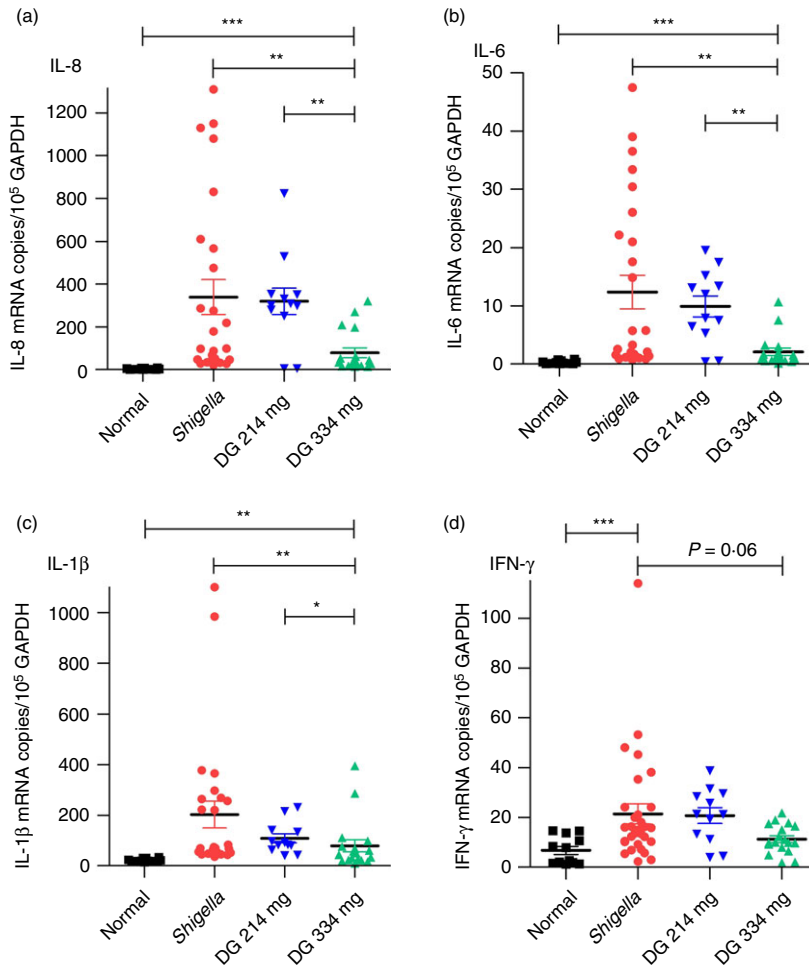 (a)
***
IL-8
**
**
1200
1000
800
600
400
200
0
IL-8 mRNA copies/10⁵ GAPDH
Normal
Shigella
DG 214 mg
DG 334 mg
(b)
***
IL-6
**
**
50
40
30
20
10
0
IL-6 mRNA copies/10⁵ GAPDH
Normal
Shigella
DG 214 mg
DG 334 mg
(c)
**
IL-1β
**
*
1000
800
600
400
200
0
IL-1β mRNA copies/10⁵ GAPDH
Normal
Shigella
DG 214 mg
DG 334 mg
(d)
***
IFN-γ
P = 0·06
100
80
60
40
20
0
IFN-γ mRNA copies/10⁵ GAPDH
Normal
Shigella
DG 214 mg
DG 334 mg